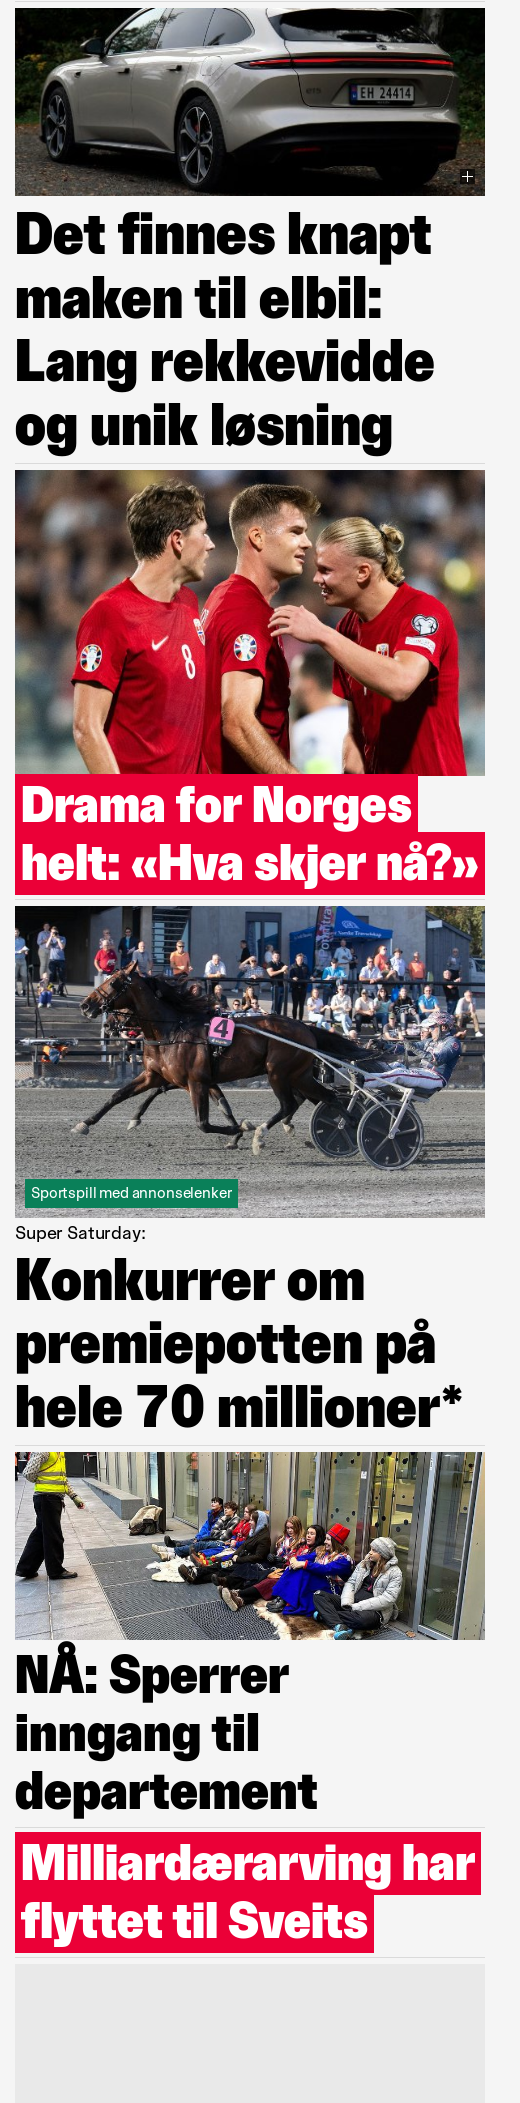 et5
EH 24414
Det finnes knapt
maken til elbil:
Lang rekkevidde
og unik løsning
8
Drama for Norges
helt: «Hva skjer nå?»
4
Sportspill med annonselenker
Super Saturday:
Konkurrer om
premiepotten på
hele 70 millioner*
NÅ: Sperrer
inngang til
departement
Milliardærarving har
flyttet til Sveits